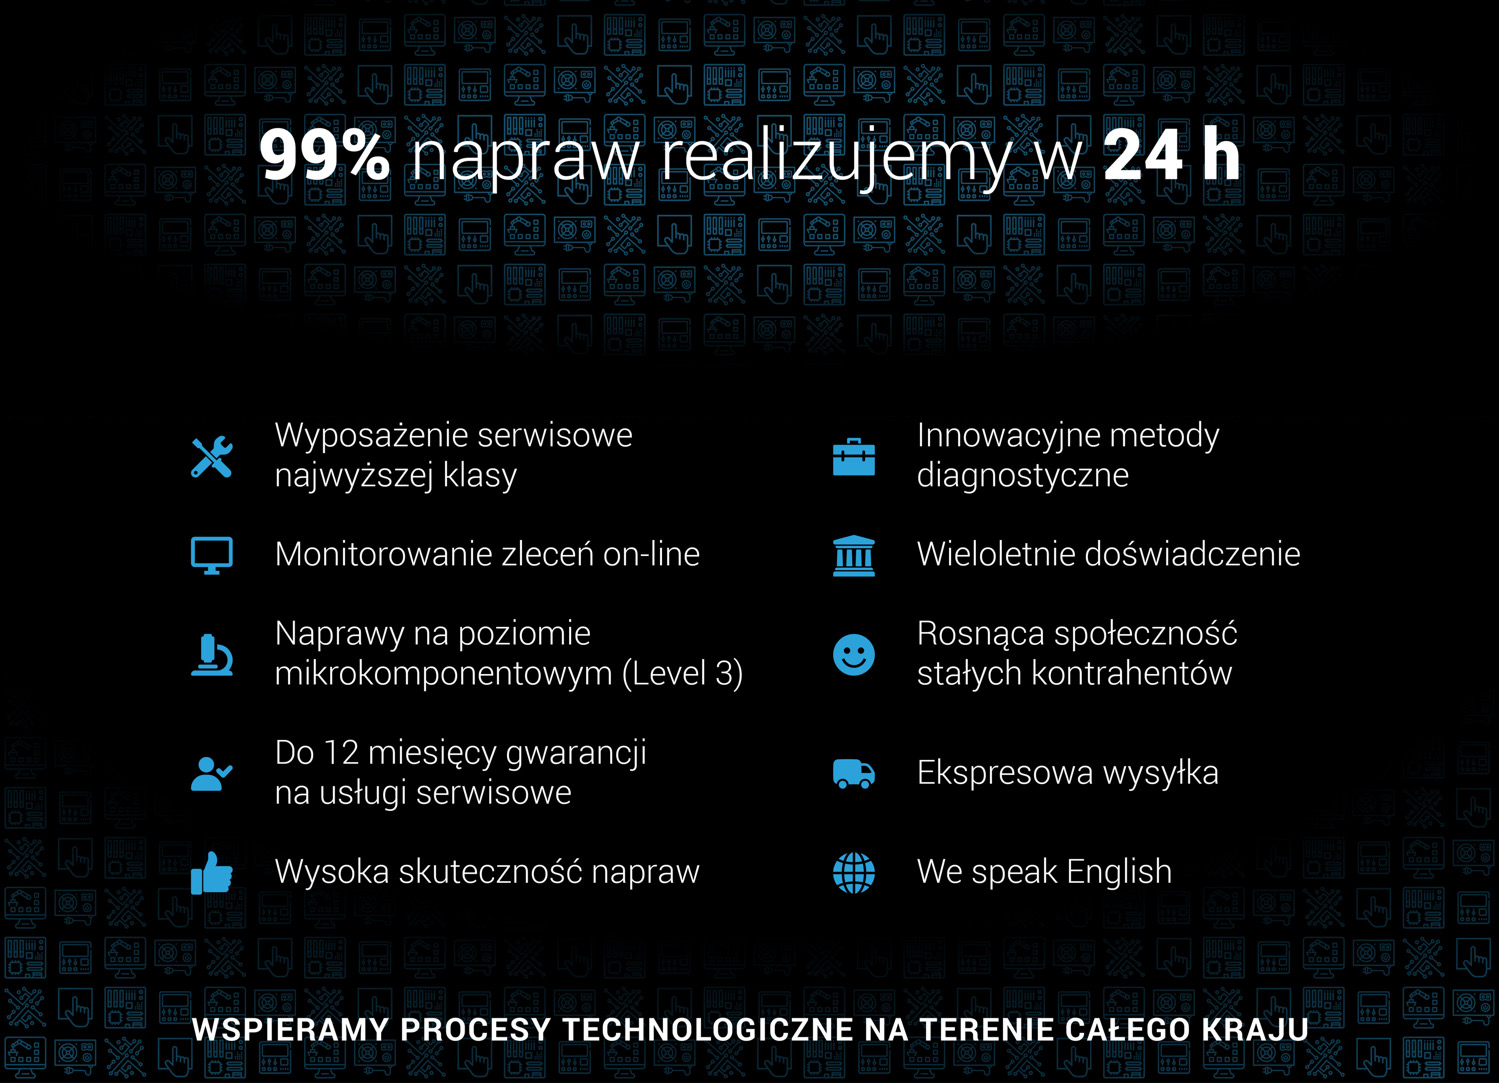 99% napraw realizujemy w 24 h
Wyposażenie serwisowe
najwyższej klasy
Monitorowanie zleceń on-line
Naprawy na poziomie
mikrokomponentowym (Level 3)
Do 12 miesięcy gwarancji
na usługi serwisowe
Wysoka skuteczność napraw
Innowacyjne metody
diagnostyczne
Wieloletnie doświadczenie
Rosnąca społeczność
stałych kontrahentów
Ekspresowa wysyłka
We speak English
WSPIERAMY PROCESY TECHNOLOGICZNE NA TERENIE CAŁEGO KRAJU